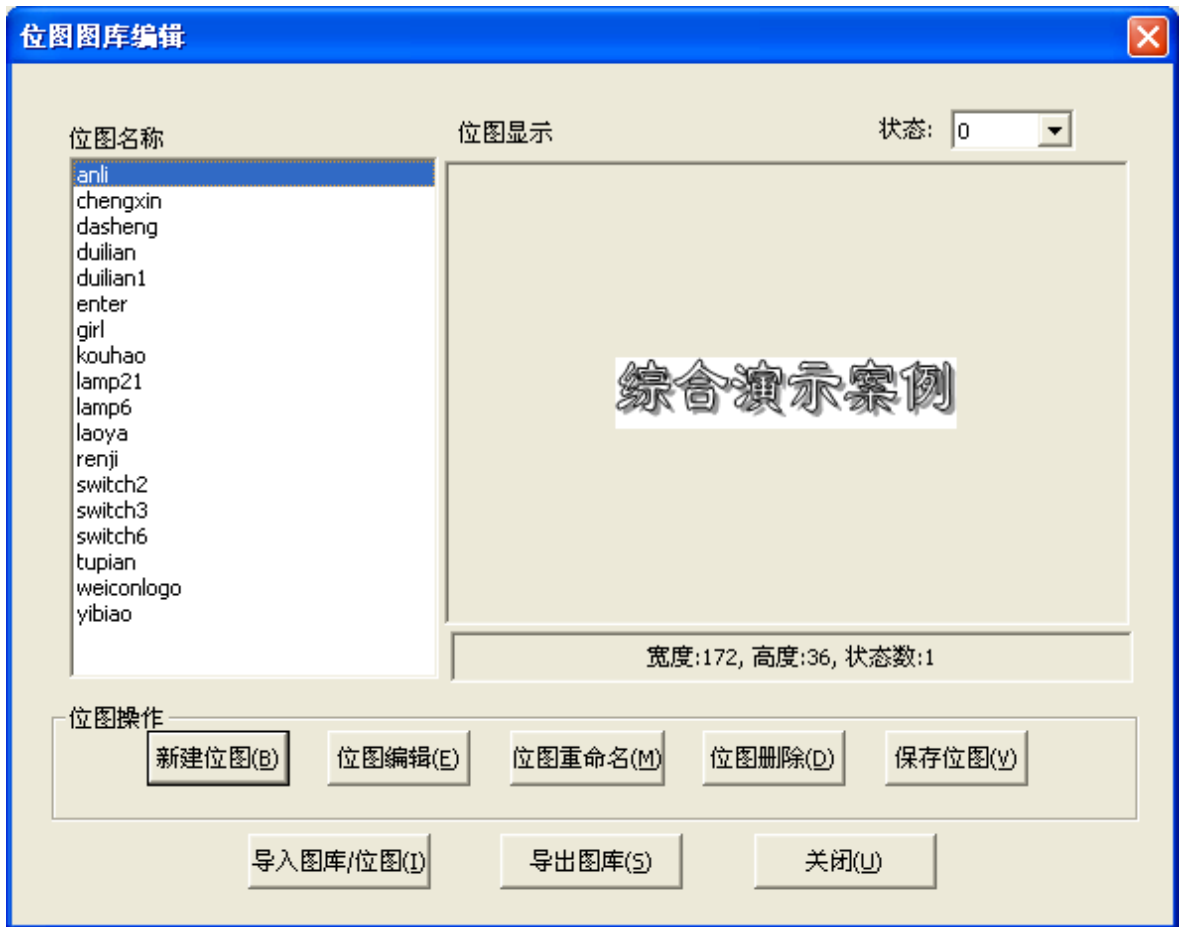 位图图库编辑
位图名称
位图显示
状态: 0
anli
chengxin
dasheng
duilian
duilian1
enter
girl
kouhao
lamp21
lamp6
laoya
renji
switch2
switch3
switch6
tupian
weiconlogo
yibiao
综合演示案例
宽度:172, 高度:36, 状态数:1
位图操作
新建位图(B) 位图编辑(E) 位图重命名(M) 位图删除(D) 保存位图(V)
导入图库/位图(I) 导出图库(S) 关闭(U)